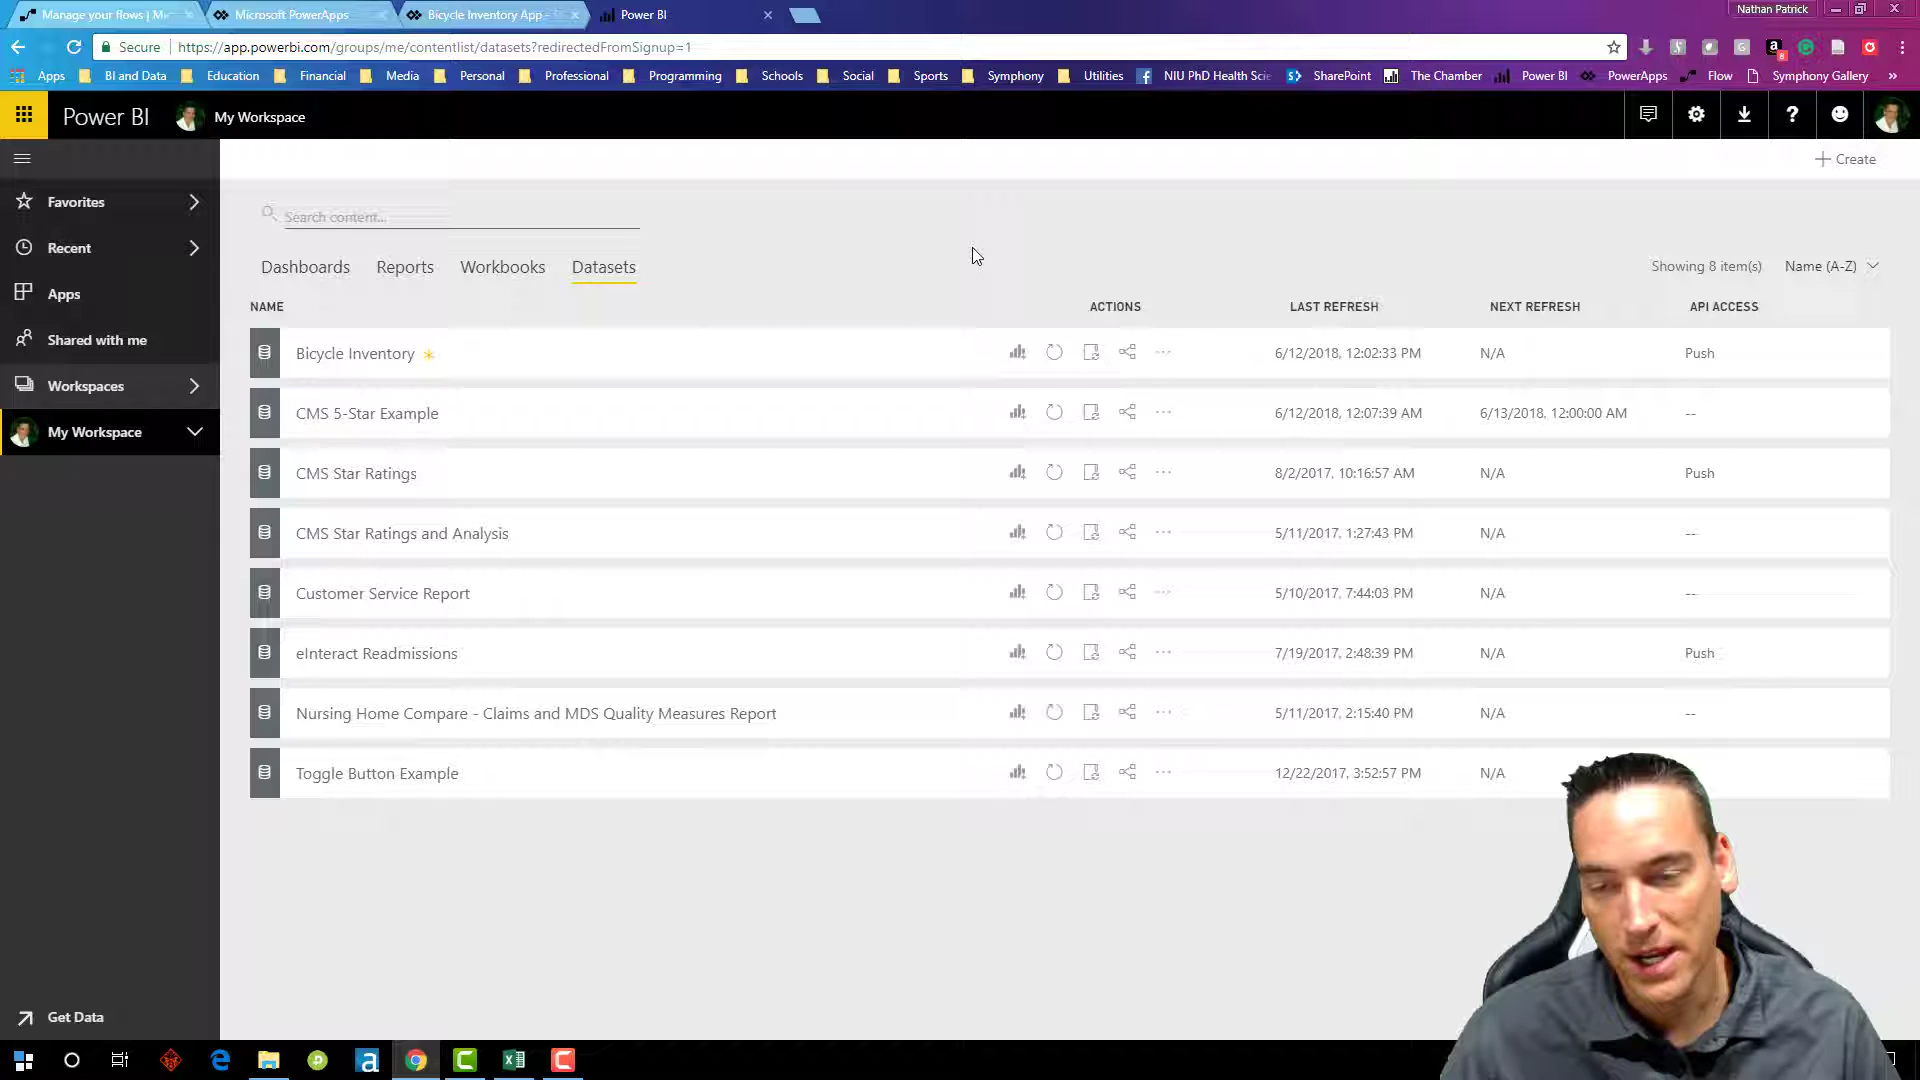 Manage your flows | Mi
Microsoft PowerApps
Bicycle Inventory App -
Power BI
Nathan Patrick
Secure
https://app.powerbi.com/groups/me/contentlist/datasets?redirectedFromSignup=1
Apps BI and Data Education Financial Media Personal Professional Programming Schools Social Sports Symphony Utilities NIU PhD Health Scie SharePoint The Chamber Power BI PowerApps Flow Symphony Gallery »
Power BI My Workspace
Create
Favorites
Recent
Apps
Shared with me
Workspaces
My Workspace
Get Data
Search content...
Dashboards Reports Workbooks Datasets
Showing 8 item(s) Name (A-Z)
NAME ACTIONS LAST REFRESH NEXT REFRESH API ACCESS
Bicycle Inventory 6/12/2018, 12:02:33 PM N/A Push
CMS 5-Star Example 6/12/2018, 12:07:39 AM 6/13/2018, 12:00:00 AM --
CMS Star Ratings 8/2/2017, 10:16:57 AM N/A Push
CMS Star Ratings and Analysis 5/11/2017, 1:27:43 PM N/A --
Customer Service Report 5/10/2017, 7:44:03 PM N/A --
eInteract Readmissions 7/19/2017, 2:48:39 PM N/A Push
Nursing Home Compare - Claims and MDS Quality Measures Report 5/11/2017, 2:15:40 PM N/A --
Toggle Button Example 12/22/2017, 3:52:57 PM N/A